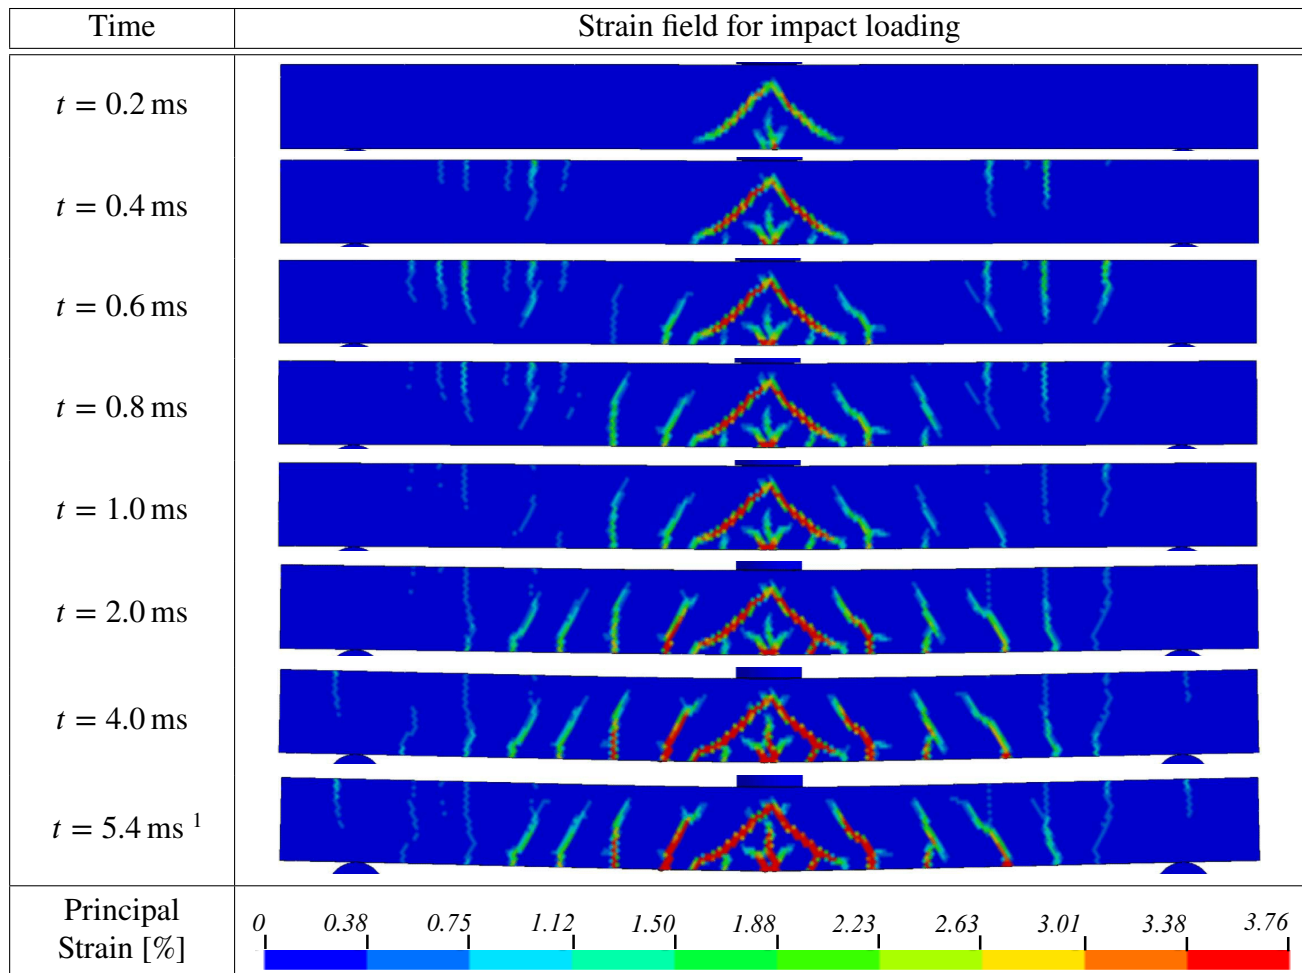 Time
Strain field for impact loading
t = 0.2 ms
t = 0.4 ms
t = 0.6 ms
t = 0.8 ms
t = 1.0 ms
t = 2.0 ms
t = 4.0 ms
t = 5.4 ms 1
Principal
Strain [%]
0 0.38 0.75 1.12 1.50 1.88 2.23 2.63 3.01 3.38 3.76